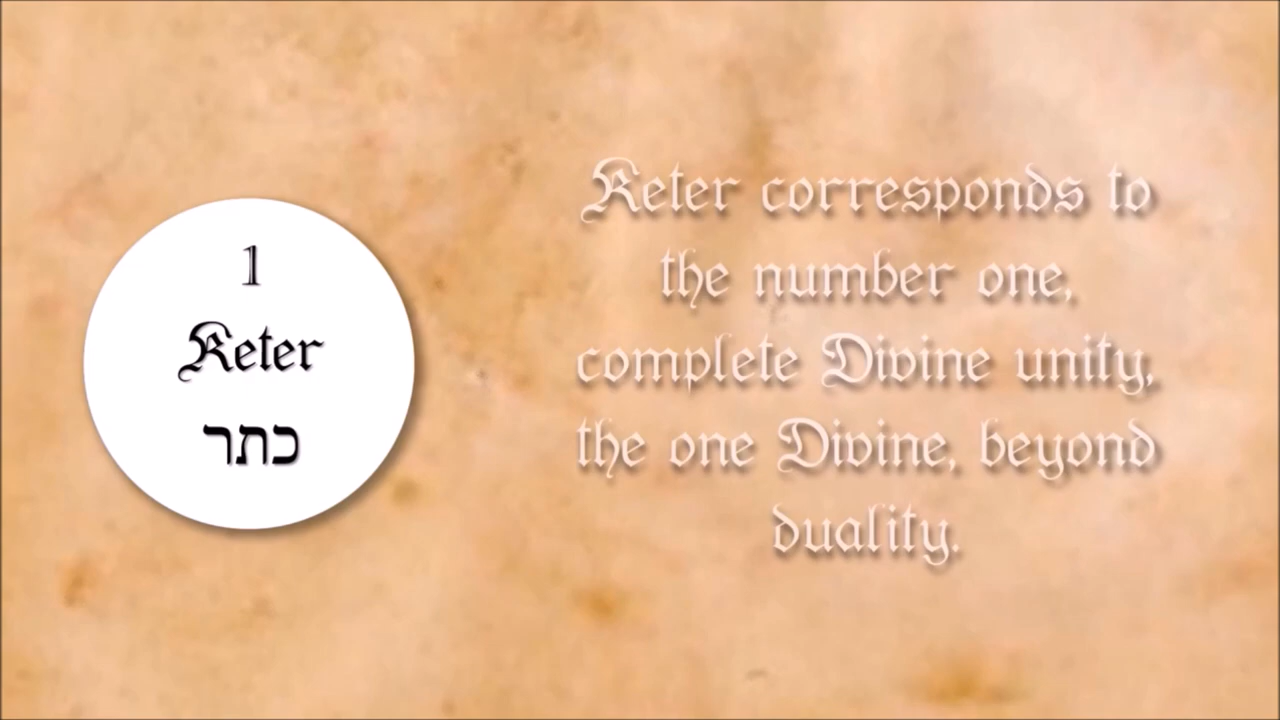 1
Keter
כתר
Keter corresponds to
the number one,
complete Divine unity,
the one Divine, beyond
duality.